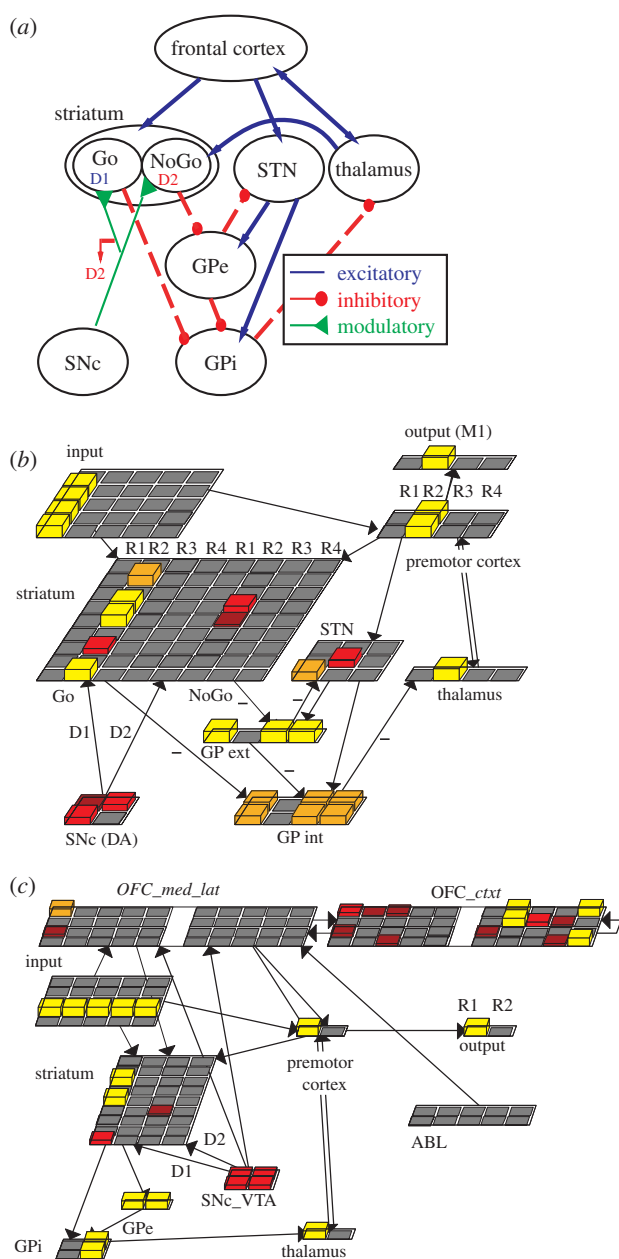 (a)
frontal cortex
striatum
Go
D1
NoGo
D2
STN
thalamus
D2
GPe
SNc
GPi
excitatory
inhibitory
modulatory
(b)
input
output (M1)
R1 R2 R3 R4
R1 R2 R3 R4 R1 R2 R3 R4
premotor cortex
striatum
STN
Go
NoGo
thalamus
–
–
–
D1
D2
GP ext
–
–
SNc (DA)
GP int
(c)
OFC_med_lat
OFC_ctxt
input
R1 R2
output
premotor
cortex
striatum
ABL
D2
D1
SNc_VTA
GPe
GPi
thalamus